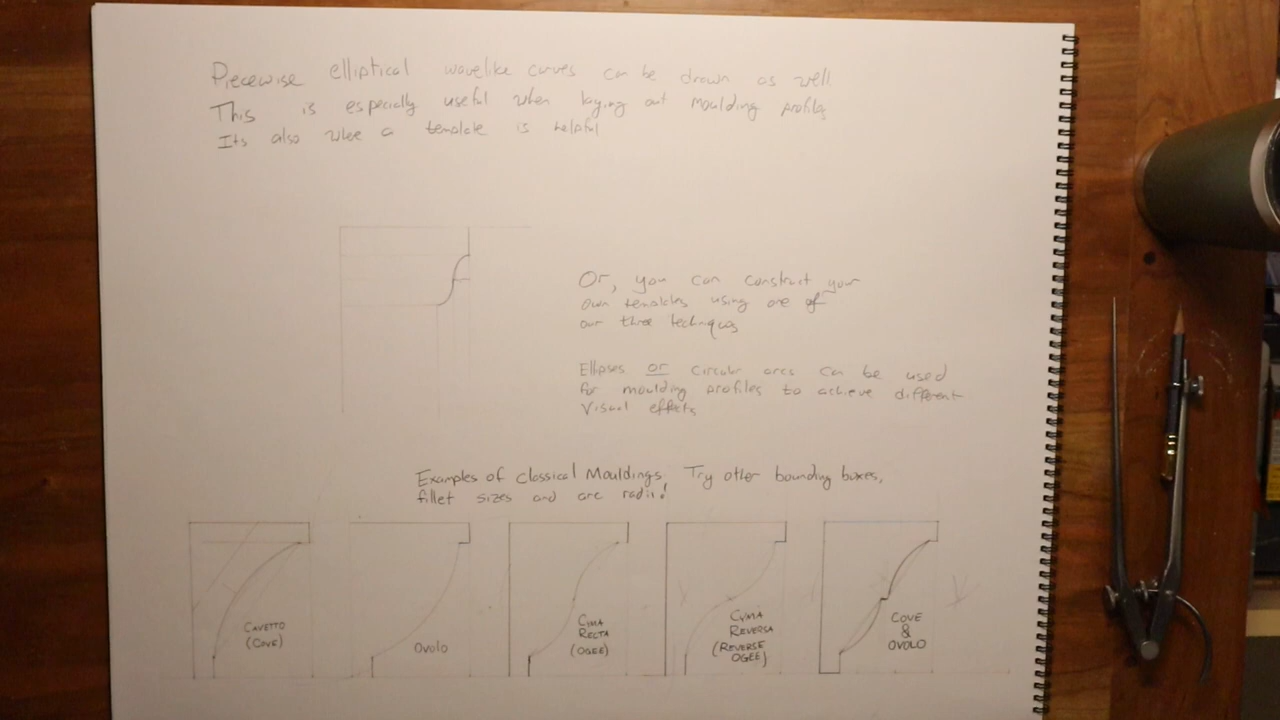 Piecewise elliptical wavelike curves can be drawn as well
This is especially useful when laying out moulding profiles
Its also where a template is helpful
Or, you can construct your
own templates using one of
our three techniques
Ellipses or circular arcs can be used
for moulding profiles to achieve different
visual effects
Examples of classical Mouldings. Try other bounding boxes,
fillet sizes and arc radii!
CAVETTO
(COVE)
OVOLO
CYMA
RECTA
(OGEE)
CYMA
REVERSA
(REVERSE
OGEE)
COVE
&
OVOLO